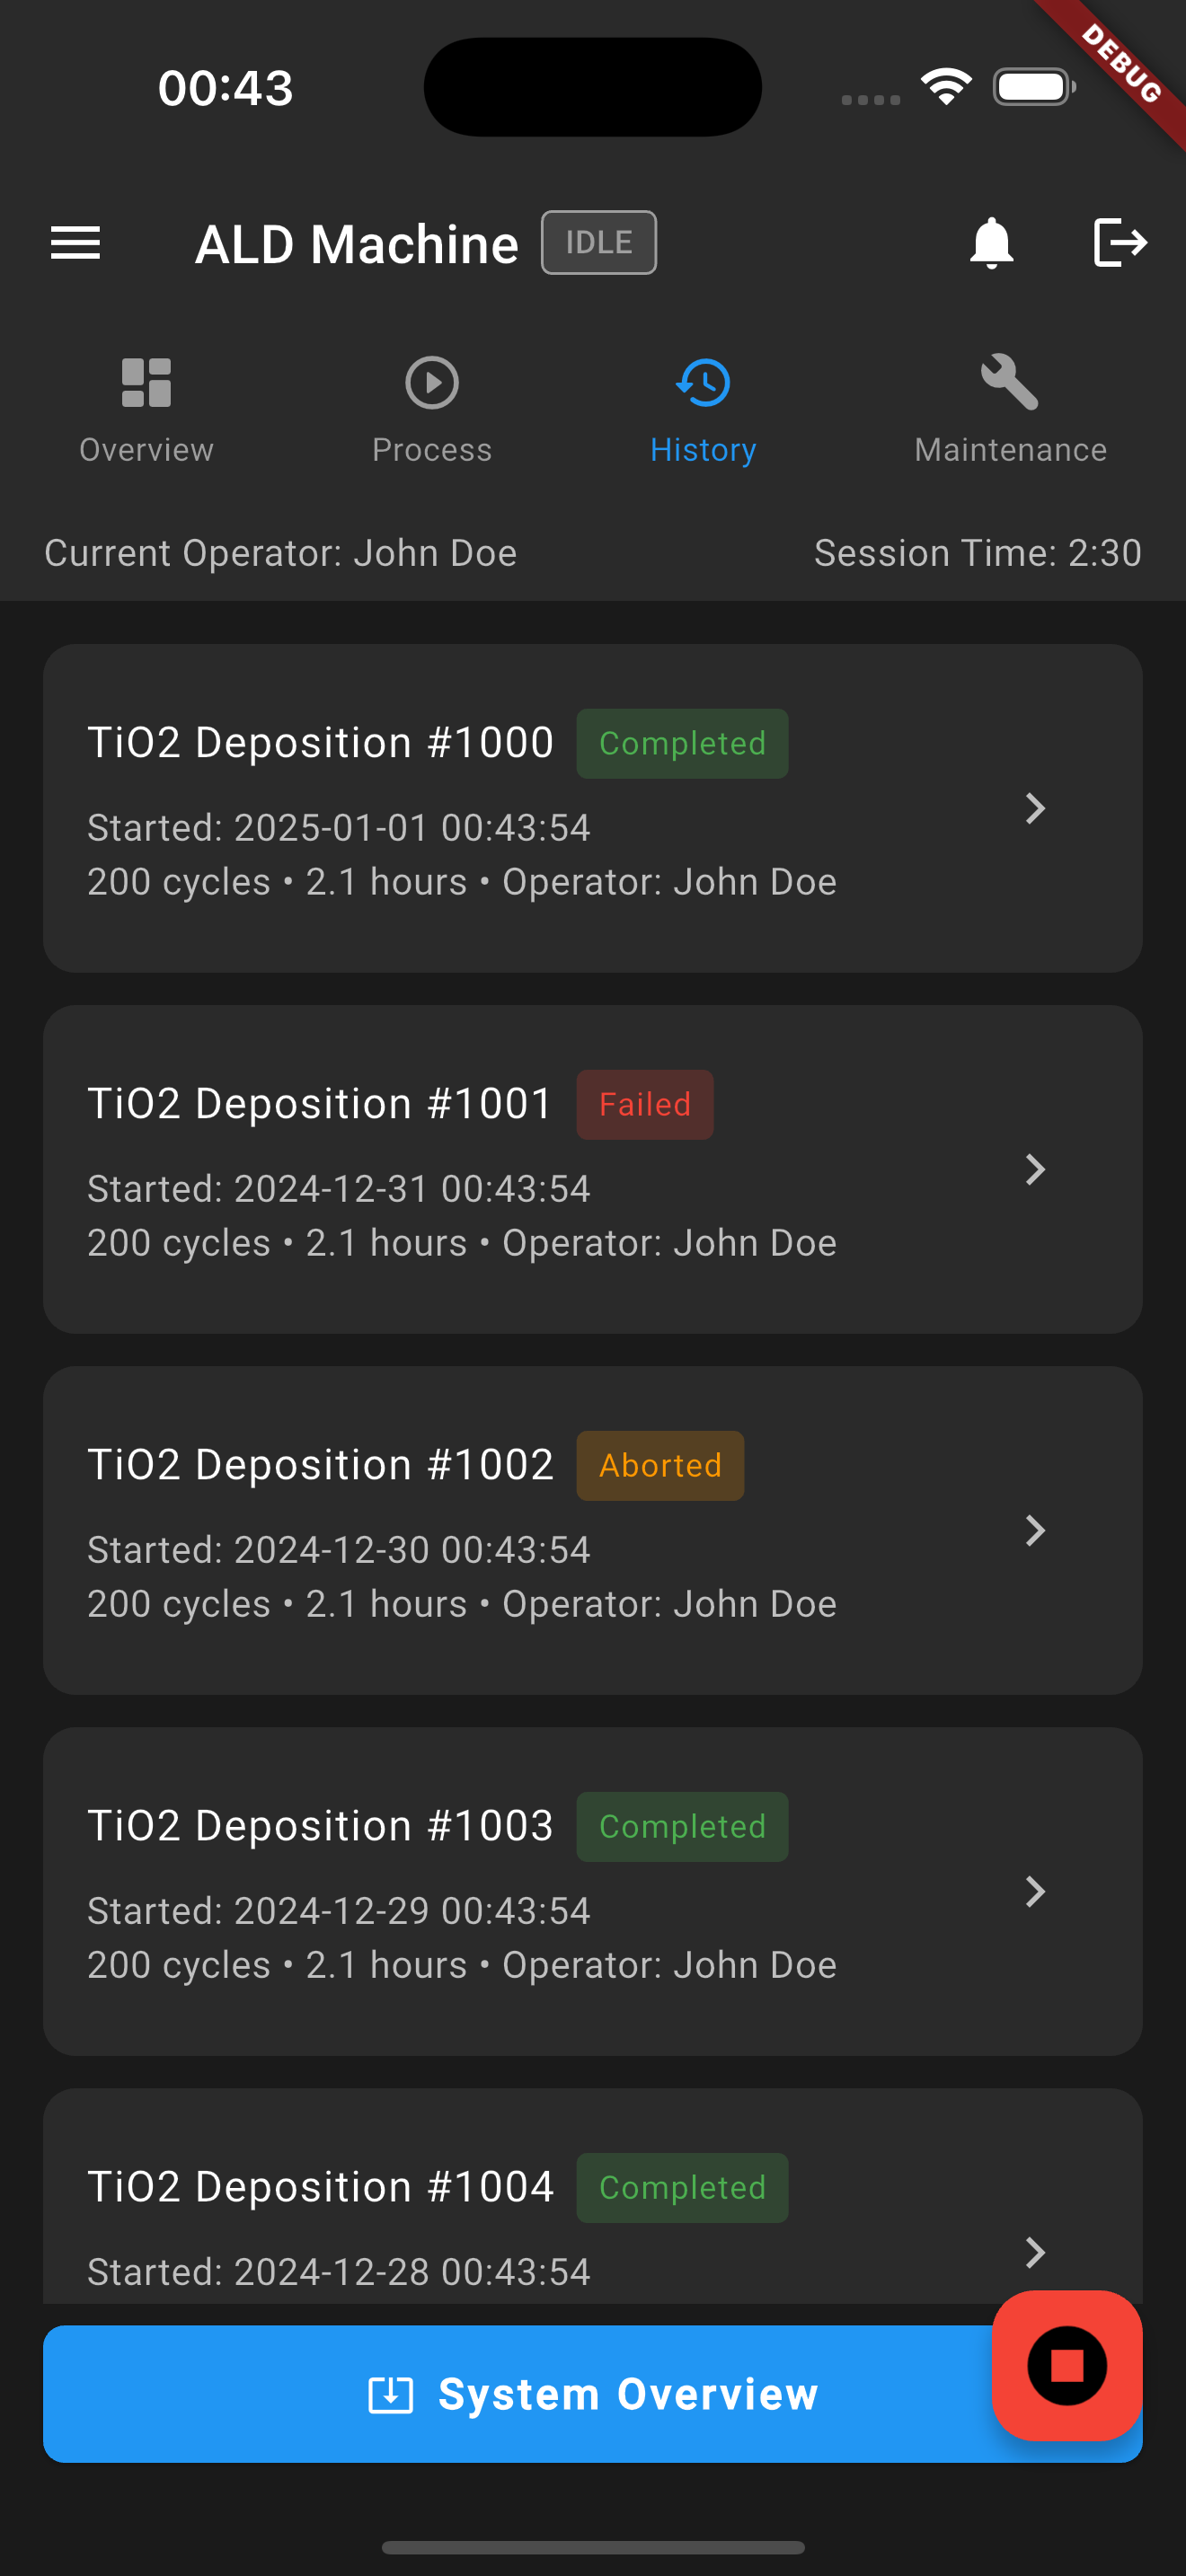 00:43
DEBUG
ALD Machine IDLE
Overview Process History Maintenance
Current Operator: John Doe Session Time: 2:30
TiO2 Deposition #1000 Completed
Started: 2025-01-01 00:43:54
200 cycles • 2.1 hours • Operator: John Doe
TiO2 Deposition #1001 Failed
Started: 2024-12-31 00:43:54
200 cycles • 2.1 hours • Operator: John Doe
TiO2 Deposition #1002 Aborted
Started: 2024-12-30 00:43:54
200 cycles • 2.1 hours • Operator: John Doe
TiO2 Deposition #1003 Completed
Started: 2024-12-29 00:43:54
200 cycles • 2.1 hours • Operator: John Doe
TiO2 Deposition #1004 Completed
Started: 2024-12-28 00:43:54
System Overview